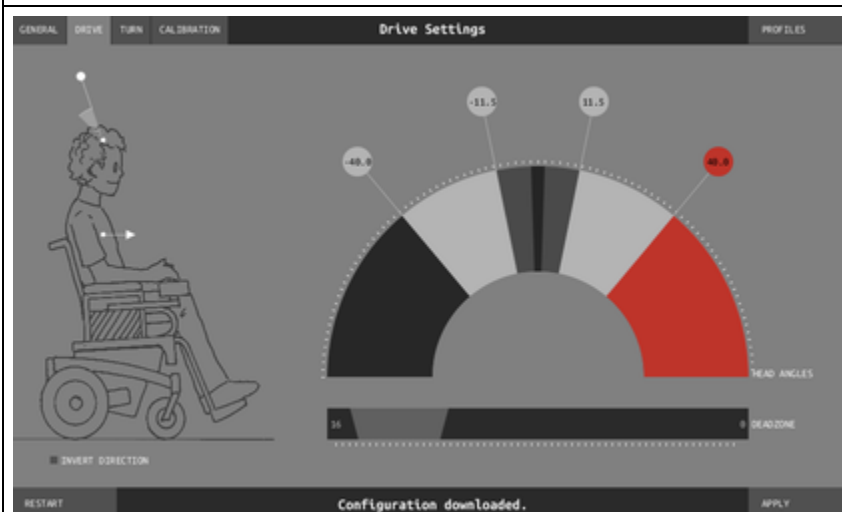 GENERAL DRIVE TURN CALIBRATION Drive Settings PROFILES
-11.5 11.5
-40.0 40.0
HEAD ANGLES
16 0 DEADZONE
INVERT DIRECTION
RESTART Configuration downloaded. APPLY